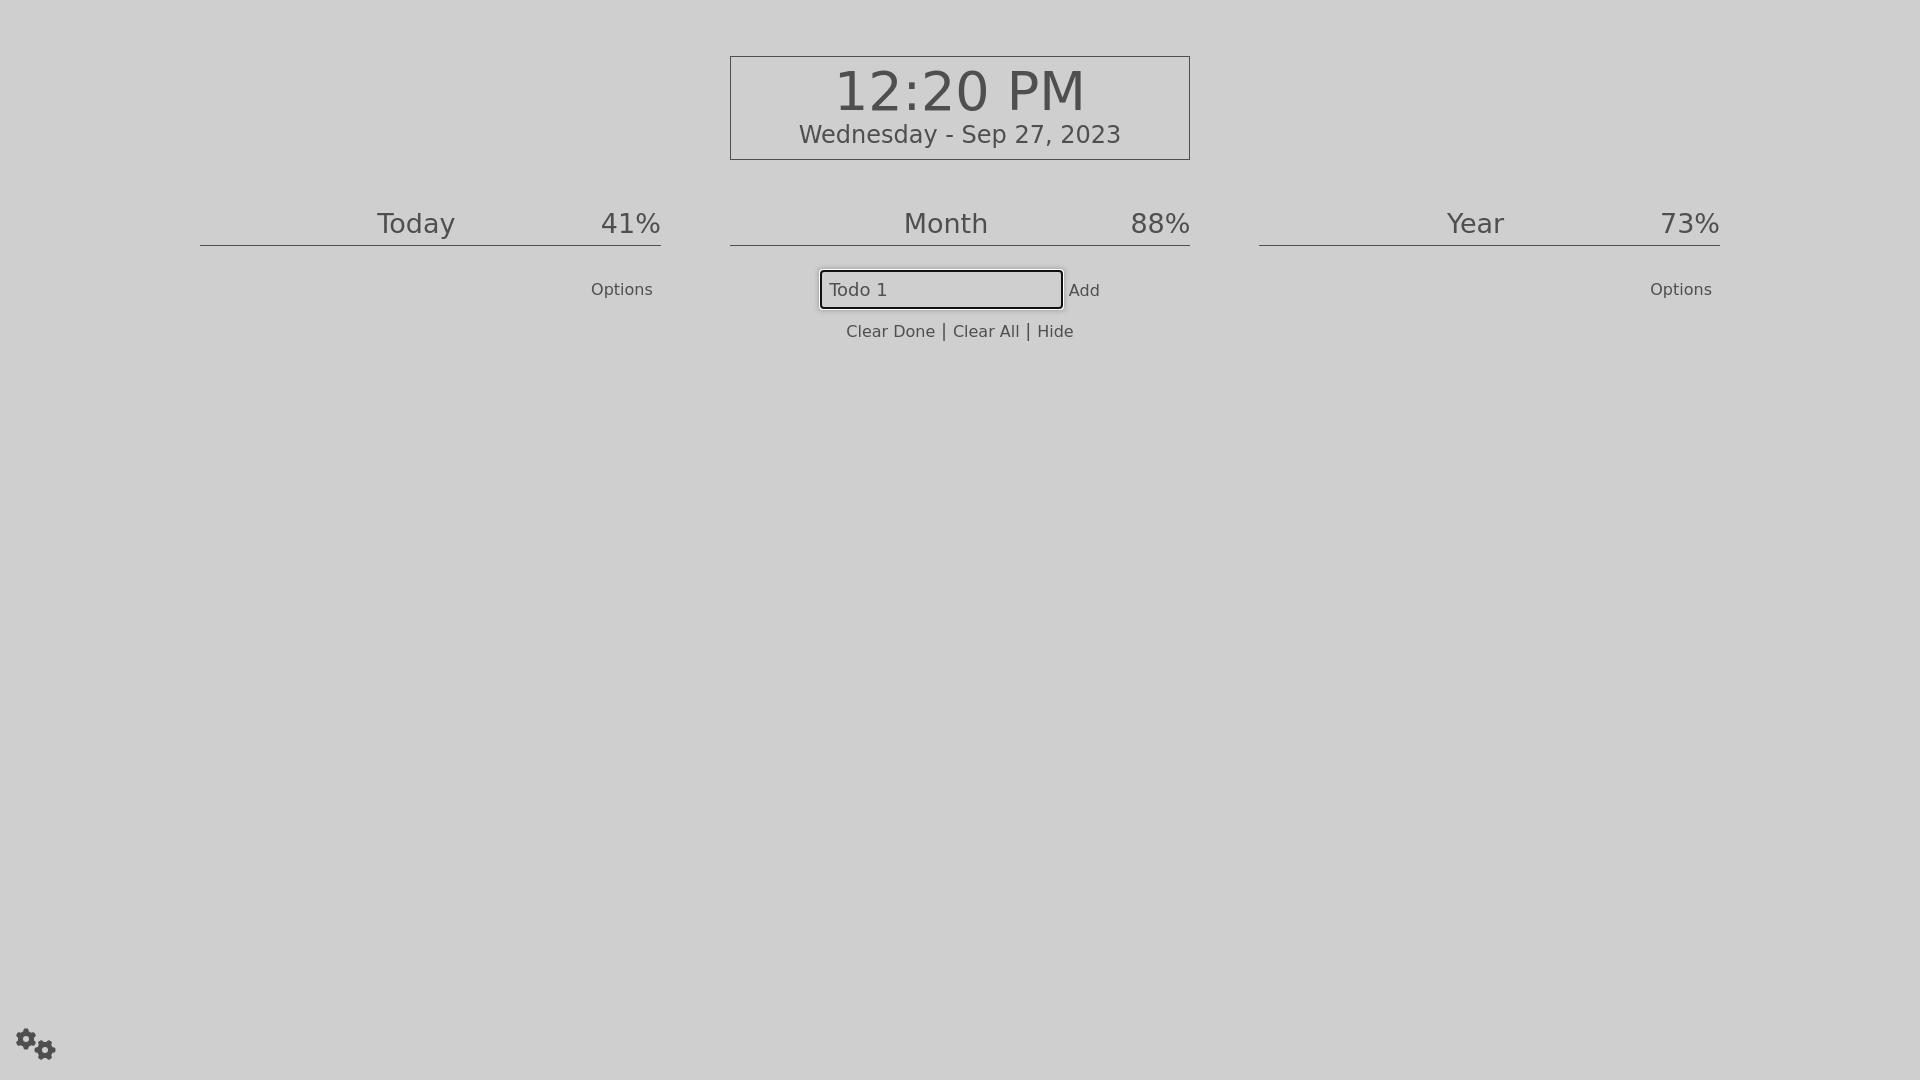 12:20 PM
Wednesday - Sep 27, 2023
Today 41%
Month 88%
Year 73%
Options
Todo 1 Add
Options
Clear Done | Clear All | Hide